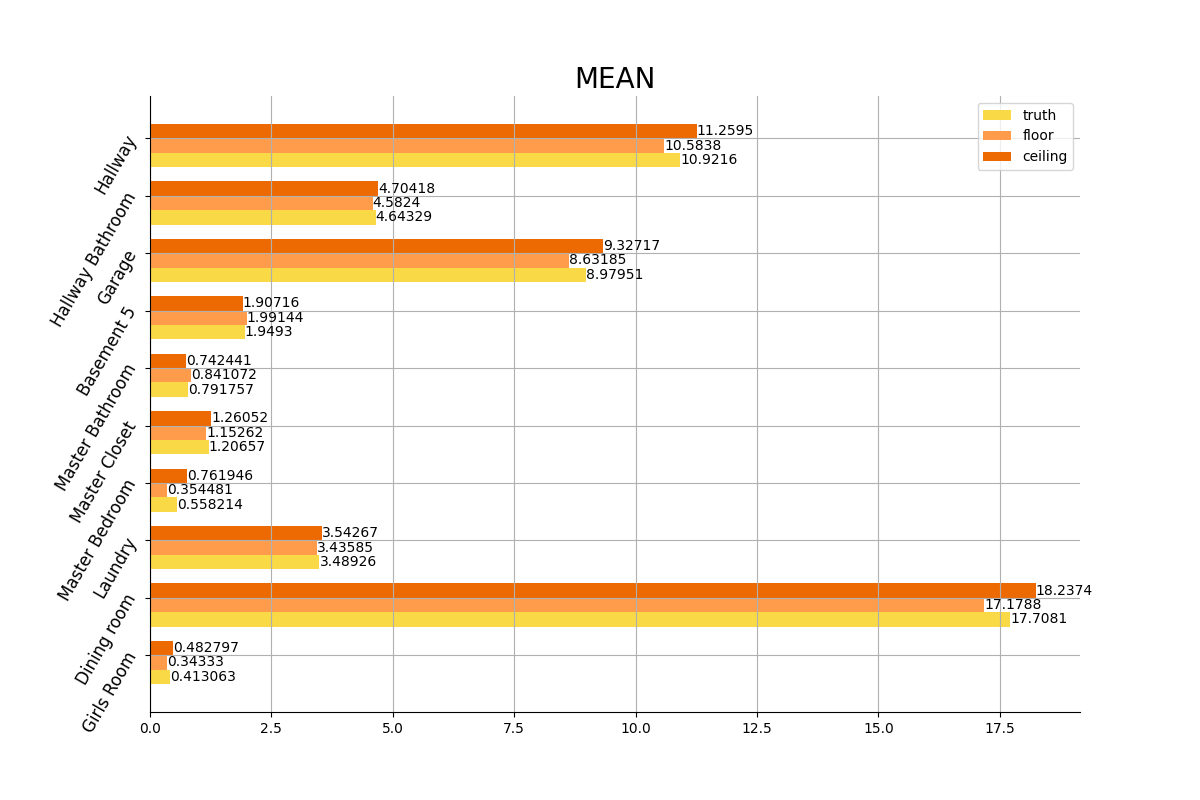 MEAN
truth
floor
ceiling
Hallway
11.2595
10.5838
10.9216
Hallway Bathroom
4.70418
4.5824
4.64329
Garage
9.32717
8.63185
8.97951
Basement 5
1.90716
1.99144
1.9493
Master Bathroom
0.742441
0.841072
0.791757
Master Closet
1.26052
1.15262
1.20657
Master Bedroom
0.761946
0.354481
0.558214
Laundry
3.54267
3.43585
3.48926
Dining room
18.2374
17.1788
17.7081
Girls Room
0.482797
0.34333
0.413063
0.0 2.5 5.0 7.5 10.0 12.5 15.0 17.5